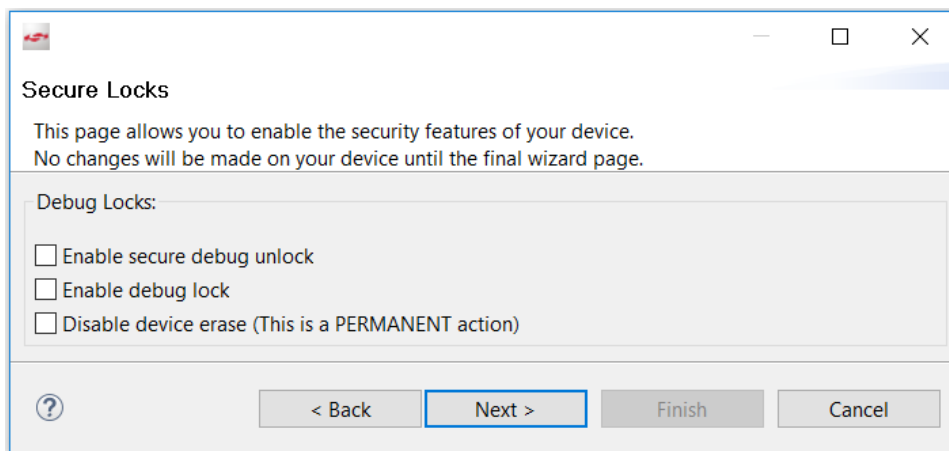 Secure Locks
This page allows you to enable the security features of your device.
No changes will be made on your device until the final wizard page.
Debug Locks:
Enable secure debug unlock
Enable debug lock
Disable device erase (This is a PERMANENT action)
? < Back Next > Finish Cancel